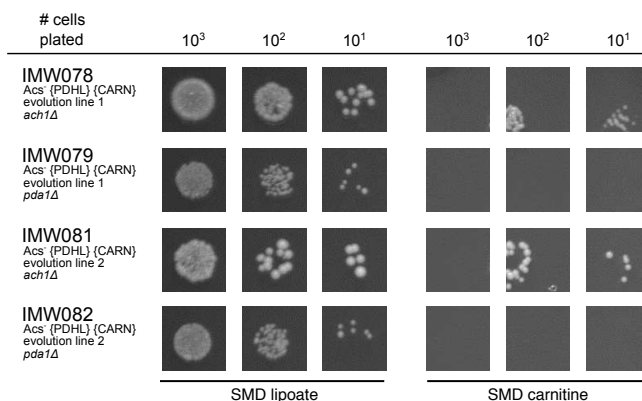 # cells
plated 10³ 10² 10¹ 10³ 10² 10¹
IMW078
Acs⁻ {PDHL} {CARN}
evolution line 1
ach1Δ
IMW079
Acs⁻ {PDHL} {CARN}
evolution line 1
pda1Δ
IMW081
Acs⁻ {PDHL} {CARN}
evolution line 2
ach1Δ
IMW082
Acs⁻ {PDHL} {CARN}
evolution line 2
pda1Δ
SMD lipoate SMD carnitine